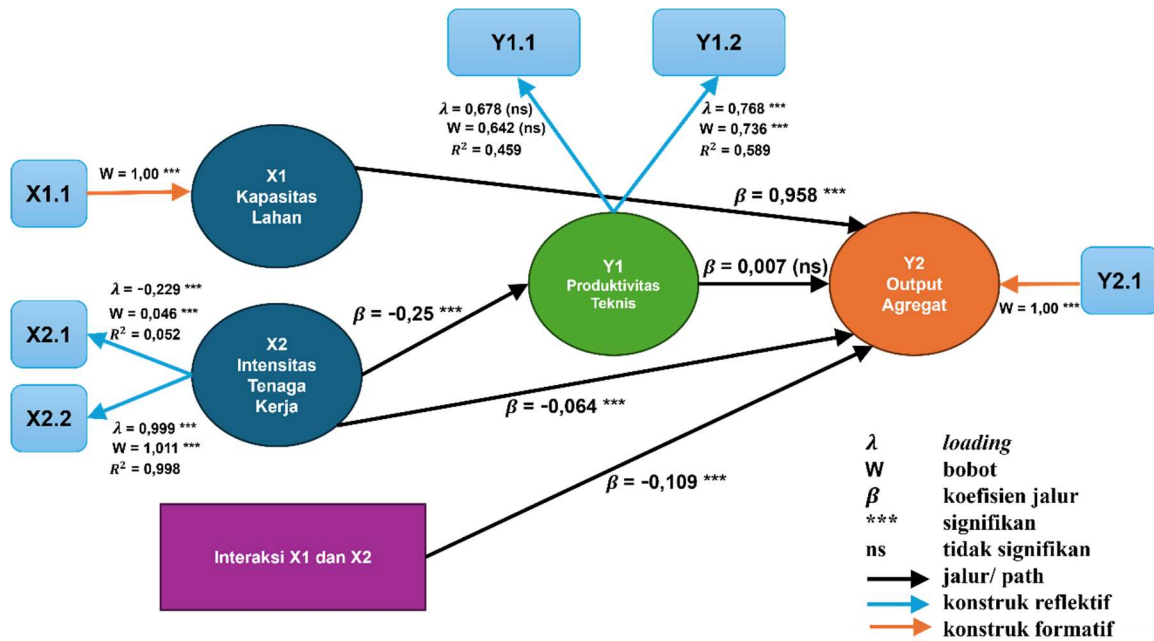 Y1.1
Y1.2
λ = 0,678 (ns)
W = 0,642 (ns)
R² = 0,459
λ = 0,768 ***
W = 0,736 ***
R² = 0,589
X1.1
W = 1,00 ***
X1
Kapasitas
Lahan
β = 0,958 ***
Y1
Produktivitas
Teknis
β = 0,007 (ns)
Y2
Output
Agregat
W = 1,00 ***
Y2.1
λ = −0,229 ***
W = 0,046 ***
R² = 0,052
X2.1
X2.2
X2
Intensitas
Tenaga
Kerja
β = -0,25 ***
β = -0,064 ***
λ = 0,999 ***
W = 1,011 ***
R² = 0,998
β = -0,109 ***
Interaksi X1 dan X2
λ loading
W bobot
β koefisien jalur
*** signifikan
ns tidak signifikan
jalur/ path
konstruk reflektif
konstruk formatif